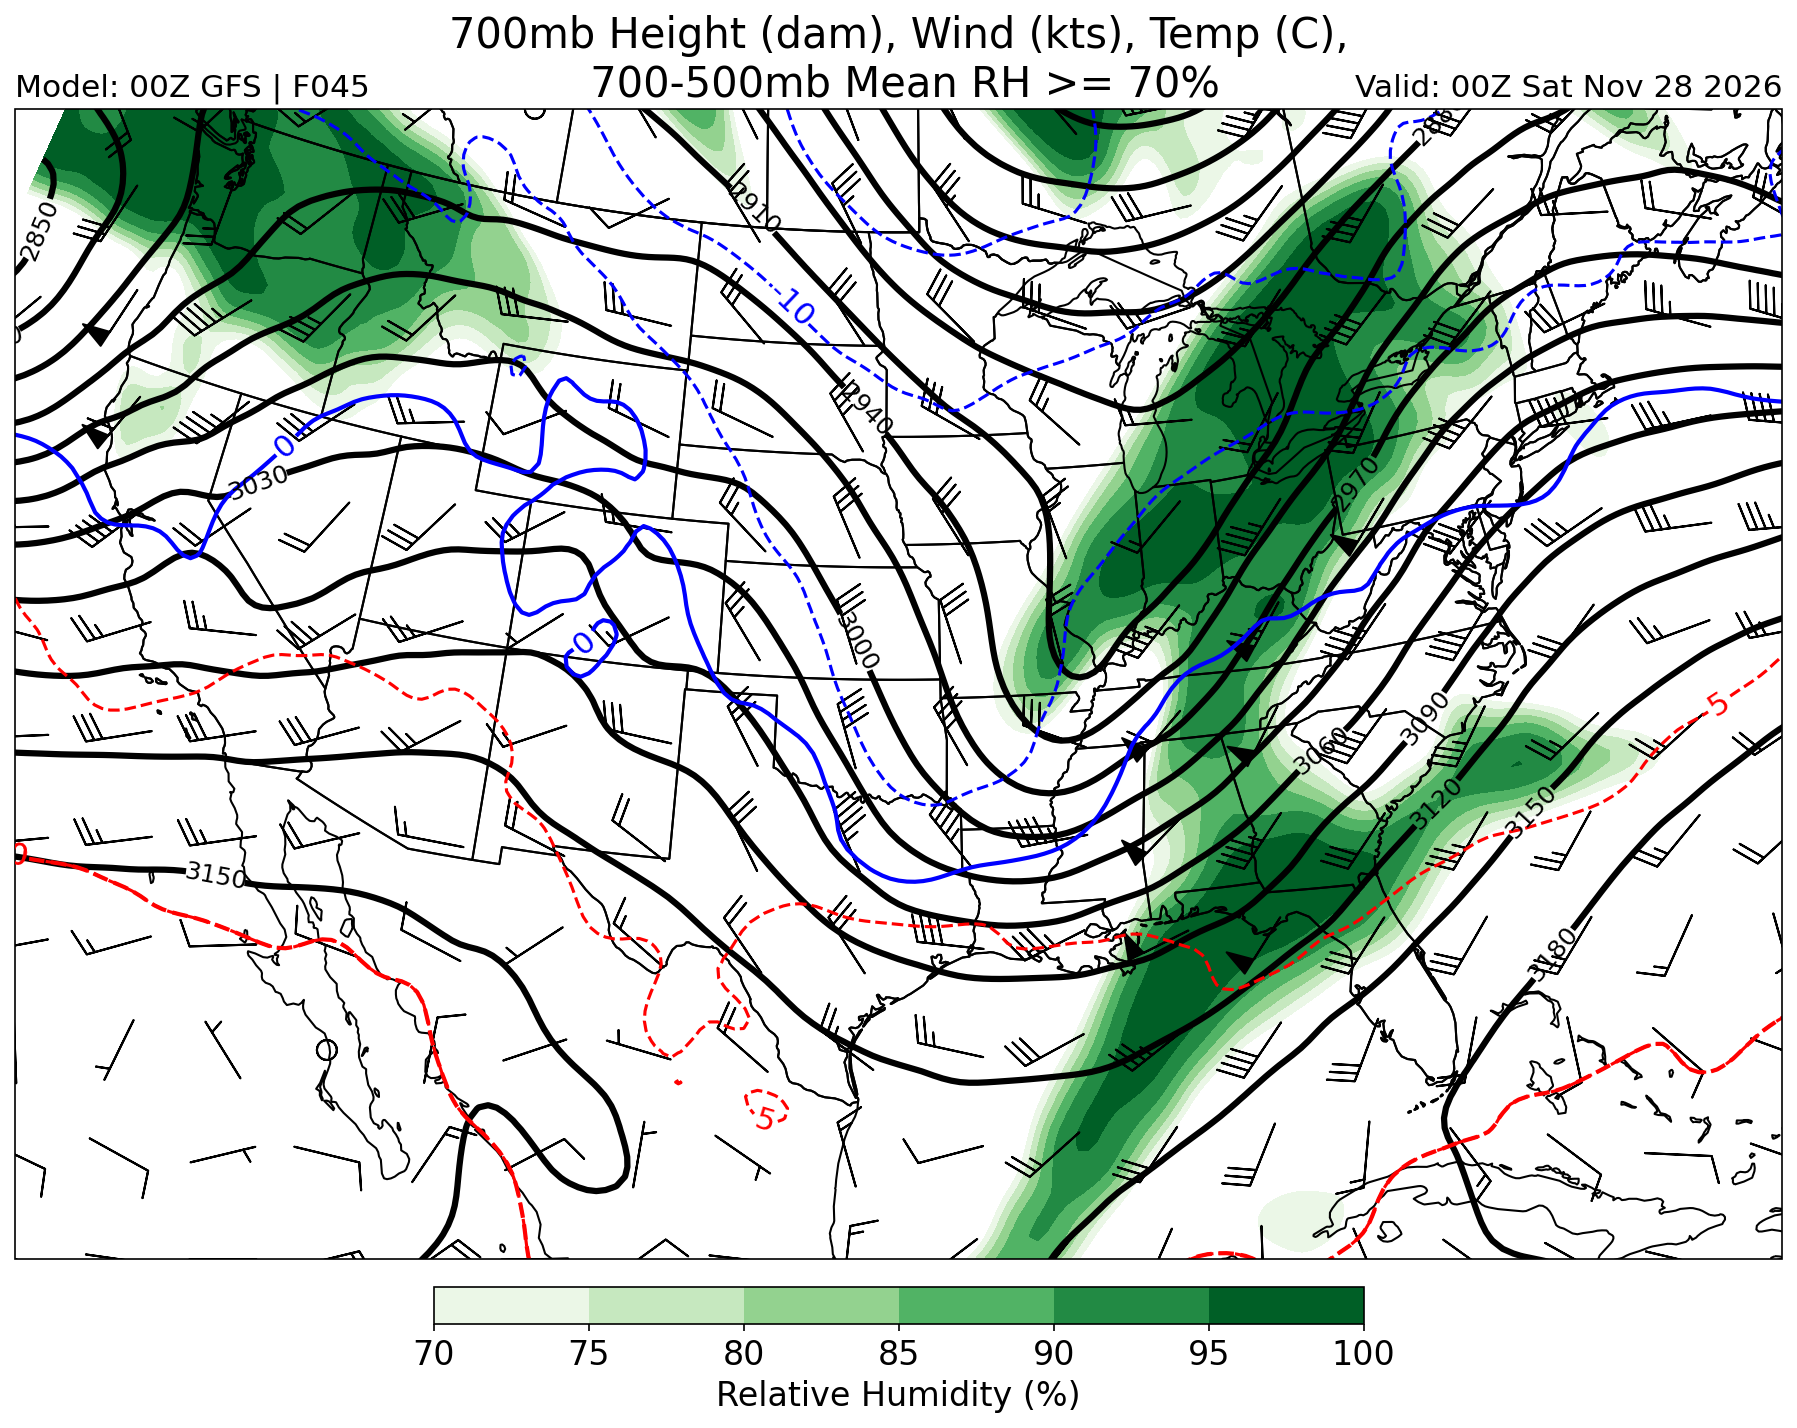 700mb Height (dam), Wind (kts), Temp (C),
Model: 00Z GFS | F045
700-500mb Mean RH >= 70%
Valid: 00Z Sat Nov 28 2026
2850
2910
-10
2940
0
3030
2970
3000
0
3090
5
3060
3120
3150
3150
3180
5
70 75 80 85 90 95 100
Relative Humidity (%)